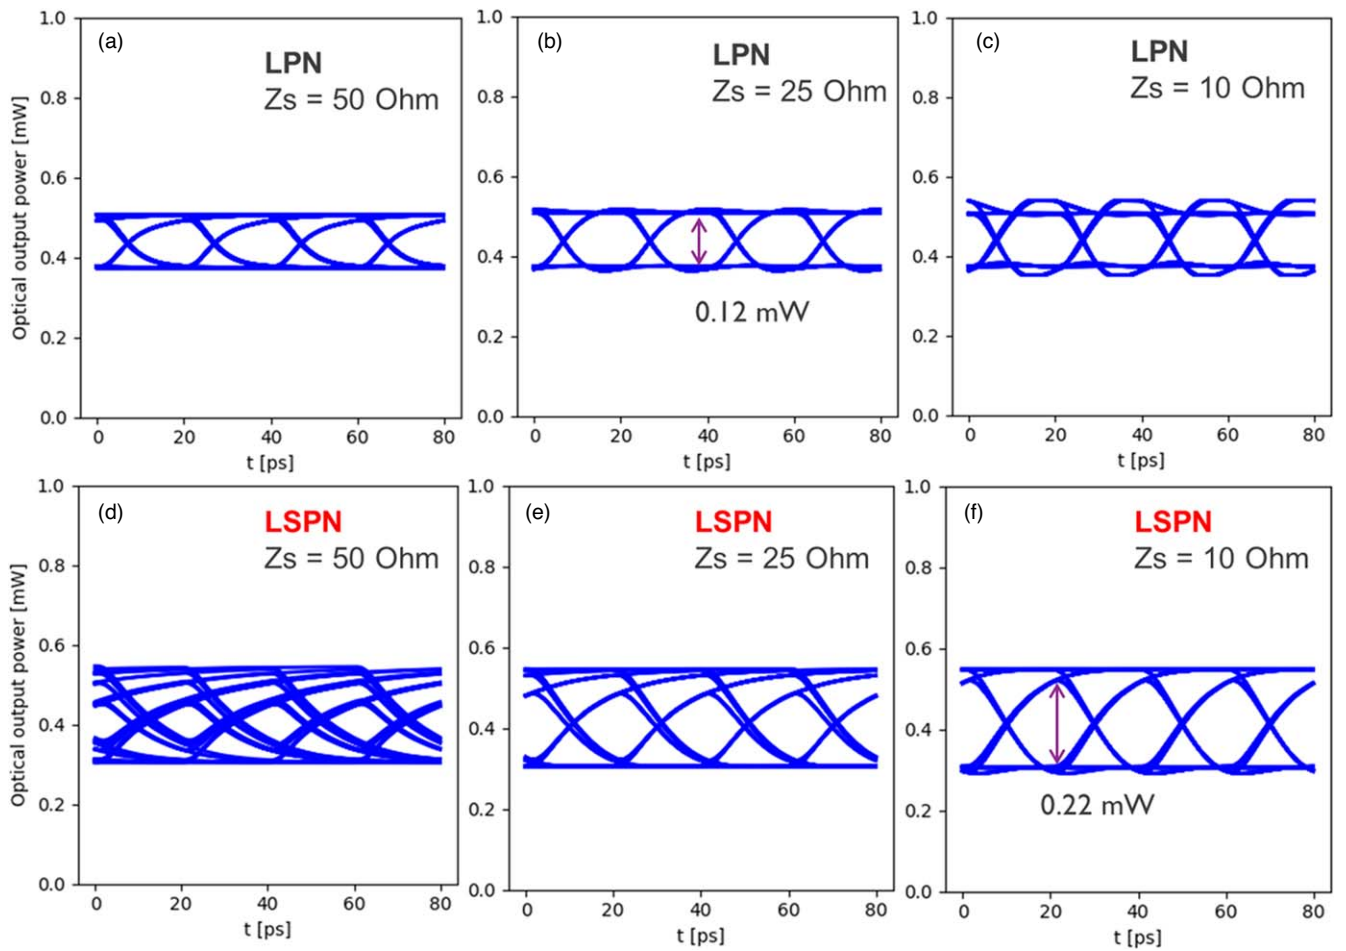 (a)
LPN
Zs = 50 Ohm
Optical output power [mW]
1.0
0.8
0.6
0.4
0.2
0.0
0 20 40 60 80
t [ps]
(b)
LPN
Zs = 25 Ohm
0.12 mW
1.0
0.8
0.6
0.4
0.2
0.0
0 20 40 60 80
t [ps]
(c)
LPN
Zs = 10 Ohm
1.0
0.8
0.6
0.4
0.2
0.0
0 20 40 60 80
t [ps]
(d)
LSPN
Zs = 50 Ohm
Optical output power [mW]
1.0
0.8
0.6
0.4
0.2
0.0
0 20 40 60 80
t [ps]
(e)
LSPN
Zs = 25 Ohm
1.0
0.8
0.6
0.4
0.2
0.0
0 20 40 60 80
t [ps]
(f)
LSPN
Zs = 10 Ohm
0.22 mW
1.0
0.8
0.6
0.4
0.2
0.0
0 20 40 60 80
t [ps]